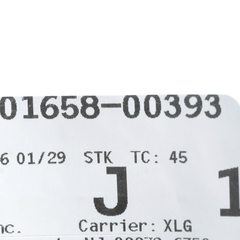 01658-00393
6 01/29 STK TC: 45
J 1
nc. Carrier: XLG